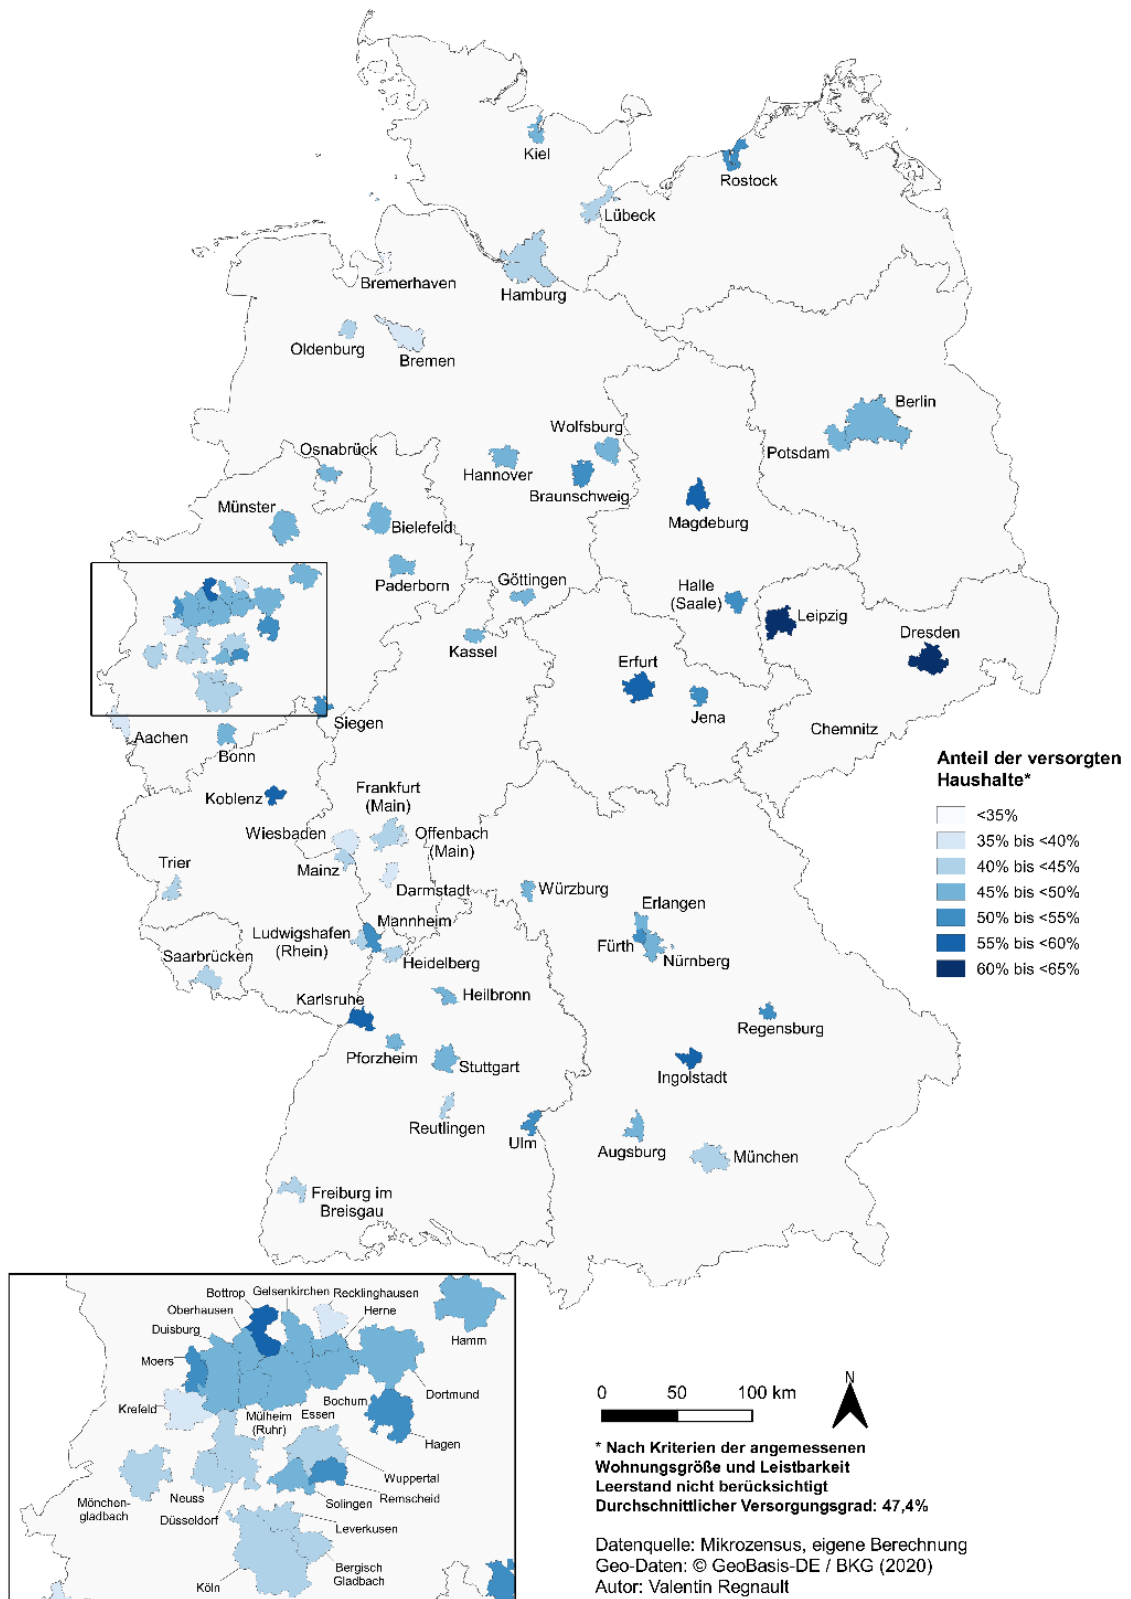 Kiel
Rostock
Lübeck
Bremerhaven
Hamburg
Oldenburg
Bremen
Berlin
Potsdam
Wolfsburg
Osnabrück
Hannover
Braunschweig
Münster
Bielefeld
Magdeburg
Paderborn
Göttingen
Halle
(Saale)
Leipzig
Dresden
Kassel
Erfurt
Jena
Siegen
Chemnitz
Aachen
Bonn
Koblenz
Frankfurt
(Main)
Wiesbaden
Offenbach
(Main)
Mainz
Trier
Darmstadt
Würzburg
Erlangen
Mannheim
Ludwigshafen
(Rhein)
Fürth
Nürnberg
Heidelberg
Saarbrücken
Heilbronn
Karlsruhe
Regensburg
Pforzheim
Stuttgart
Ingolstadt
Reutlingen
Ulm
Augsburg
München
Freiburg im
Breisgau
Anteil der versorgten
Haushalte*
<35%
35% bis <40%
40% bis <45%
45% bis <50%
50% bis <55%
55% bis <60%
60% bis <65%
Bottrop
Gelsenkirchen
Recklinghausen
Oberhausen
Herne
Duisburg
Hamm
Moers
Dortmund
Krefeld
Mülheim
(Ruhr)
Essen
Bochum
Hagen
Wuppertal
Mönchen-
gladbach
Neuss
Düsseldorf
Solingen
Remscheid
Leverkusen
Bergisch
Gladbach
Köln
0 50 100 km
N
* Nach Kriterien der angemessenen
Wohnungsgröße und Leistbarkeit
Leerstand nicht berücksichtigt
Durchschnittlicher Versorgungsgrad: 47,4%
Datenquelle: Mikrozensus, eigene Berechnung
Geo-Daten: © GeoBasis-DE / BKG (2020)
Autor: Valentin Regnault